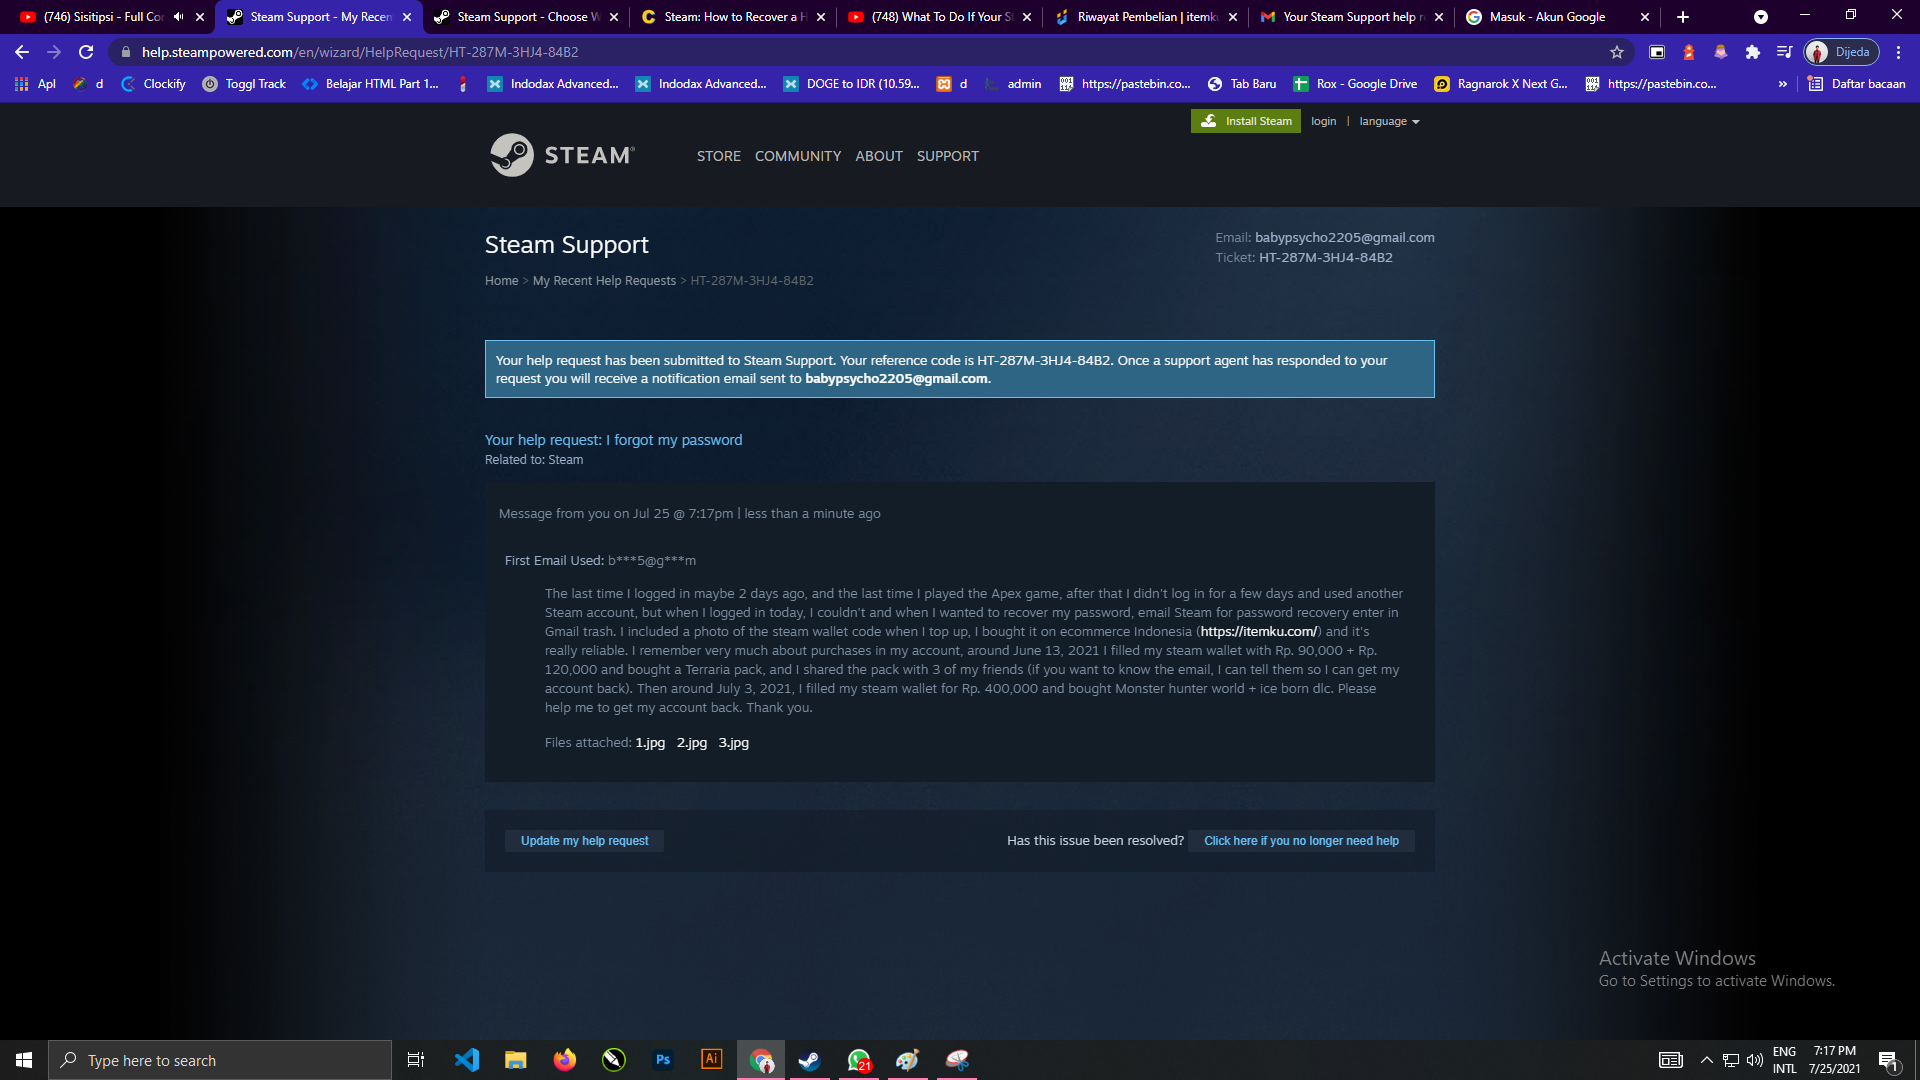 (746) Sisitipsi - Full Con
Steam Support - My Recen
Steam Support - Choose W
Steam: How to Recover a H
(748) What To Do If Your St
Riwayat Pembelian | itemku
Your Steam Support help r
Masuk - Akun Google
help.steampowered.com/en/wizard/HelpRequest/HT-287M-3HJ4-84B2
Dijeda
Apl
d
Clockify
Toggl Track
Belajar HTML Part 1...
Indodax Advanced...
Indodax Advanced...
DOGE to IDR (10.59...
d
admin
https://pastebin.co...
Tab Baru
Rox - Google Drive
Ragnarok X Next G...
https://pastebin.co...
»
Daftar bacaan
Install Steam
login
|
language
STEAM®
STORE
COMMUNITY
ABOUT
SUPPORT
Steam Support
Email: babypsycho2205@gmail.com
Ticket: HT-287M-3HJ4-84B2
Home > My Recent Help Requests > HT-287M-3HJ4-84B2
Your help request has been submitted to Steam Support. Your reference code is HT-287M-3HJ4-84B2. Once a support agent has responded to your
request you will receive a notification email sent to babypsycho2205@gmail.com.
Your help request: I forgot my password
Related to: Steam
Message from you on Jul 25 @ 7:17pm | less than a minute ago
First Email Used: b***5@g***m
The last time I logged in maybe 2 days ago, and the last time I played the Apex game, after that I didn't log in for a few days and used another
Steam account, but when I logged in today, I couldn't and when I wanted to recover my password, email Steam for password recovery enter in
Gmail trash. I included a photo of the steam wallet code when I top up, I bought it on ecommerce Indonesia (https://itemku.com/) and it's
really reliable. I remember very much about purchases in my account, around June 13, 2021 I filled my steam wallet with Rp. 90,000 + Rp.
120,000 and bought a Terraria pack, and I shared the pack with 3 of my friends (if you want to know the email, I can tell them so I can get my
account back). Then around July 3, 2021, I filled my steam wallet for Rp. 400,000 and bought Monster hunter world + ice born dlc. Please
help me to get my account back. Thank you.
Files attached: 1.jpg 2.jpg 3.jpg
Update my help request
Has this issue been resolved?
Click here if you no longer need help
Activate Windows
Go to Settings to activate Windows.
Type here to search
Ps
Ai
21
ENG
INTL
7:17 PM
7/25/2021
1